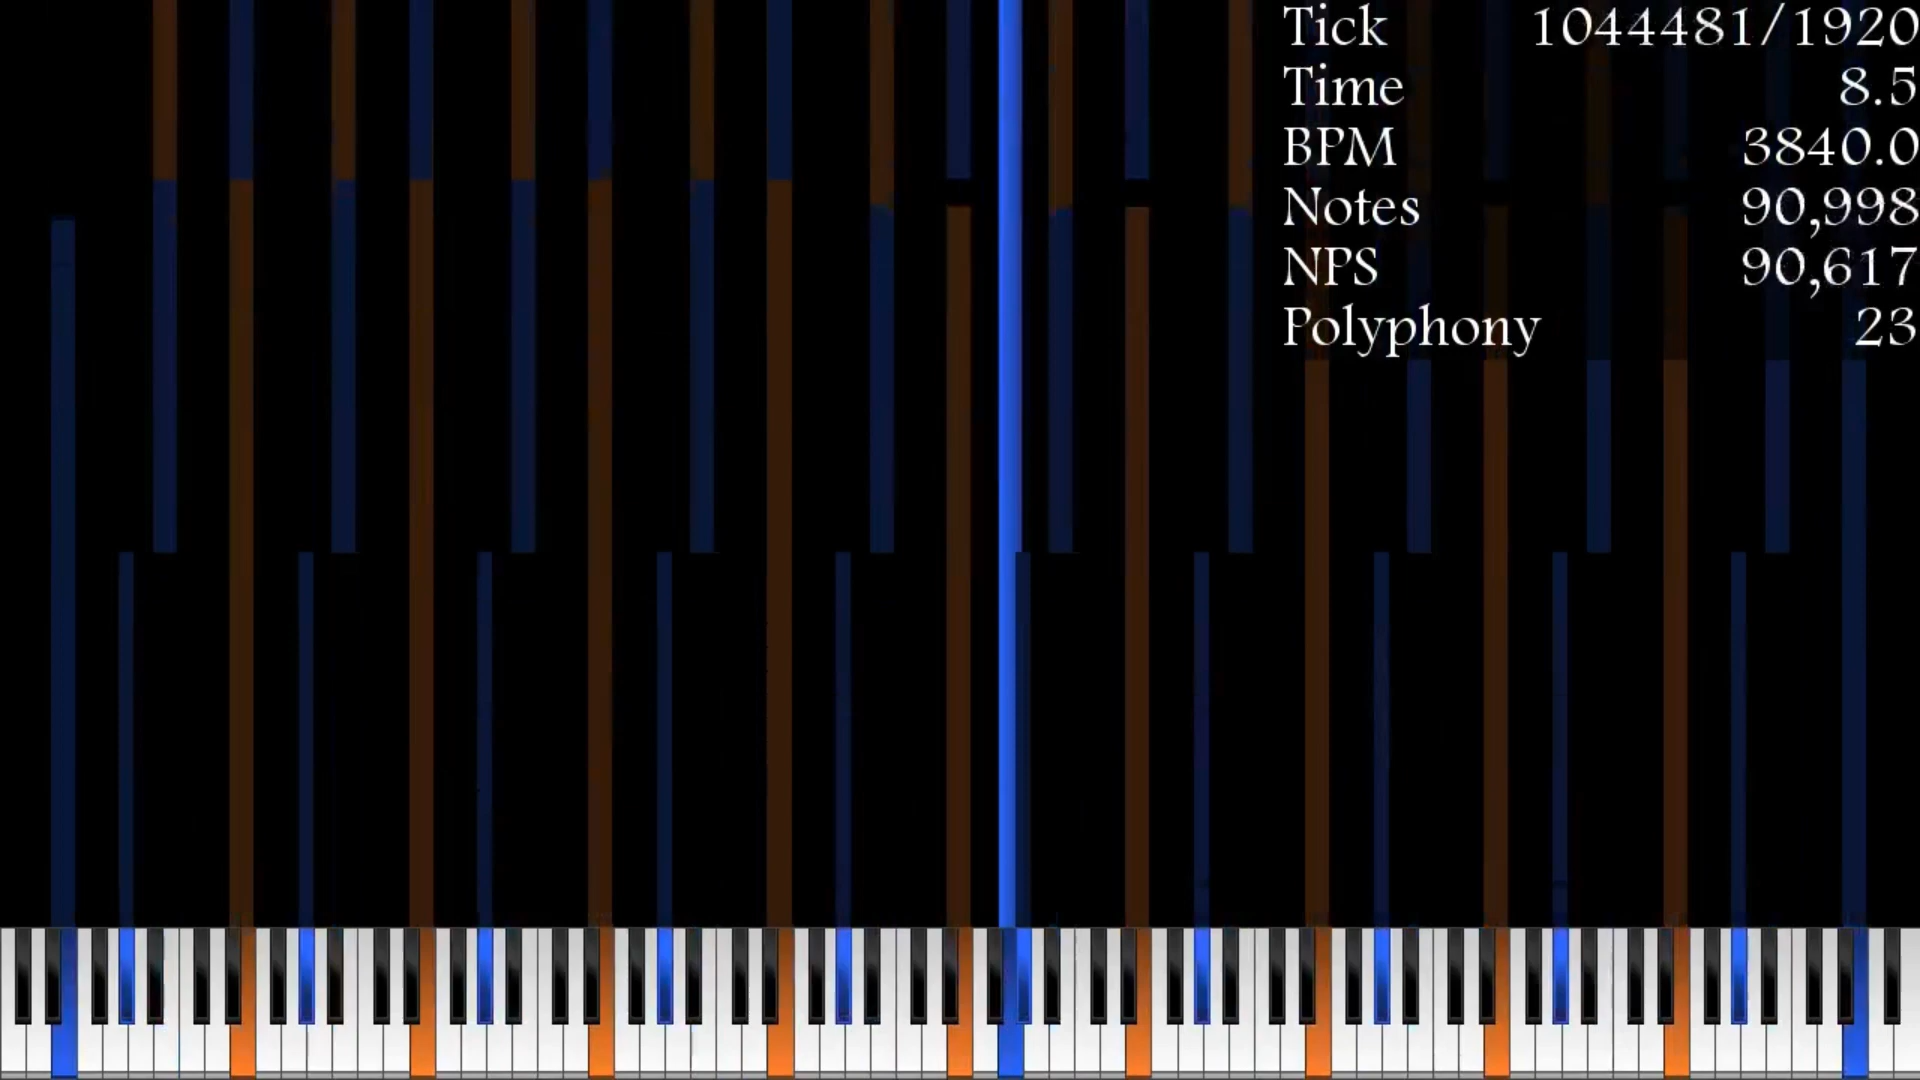 Tick 1044481/1920
Time 8.5
BPM 3840.0
Notes 90,998
NPS 90,617
Polyphony 23